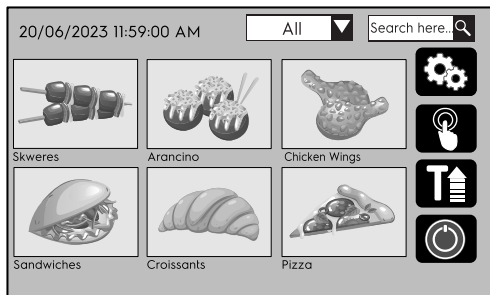 20/06/2023 11:59:00 AM
All
Search here...
Skweres
Arancino
Chicken Wings
Sandwiches
Croissants
Pizza
T